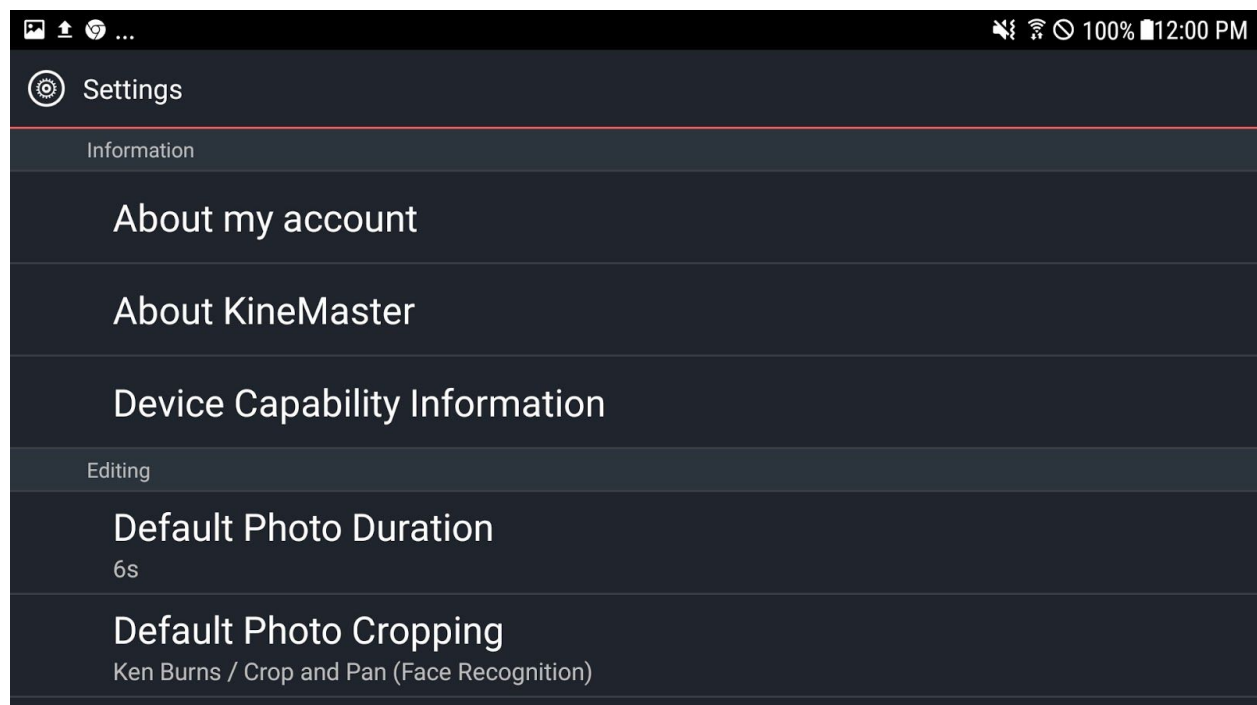 ... 100% 12:00 PM
Settings
Information
About my account
About KineMaster
Device Capability Information
Editing
Default Photo Duration
6s
Default Photo Cropping
Ken Burns / Crop and Pan (Face Recognition)